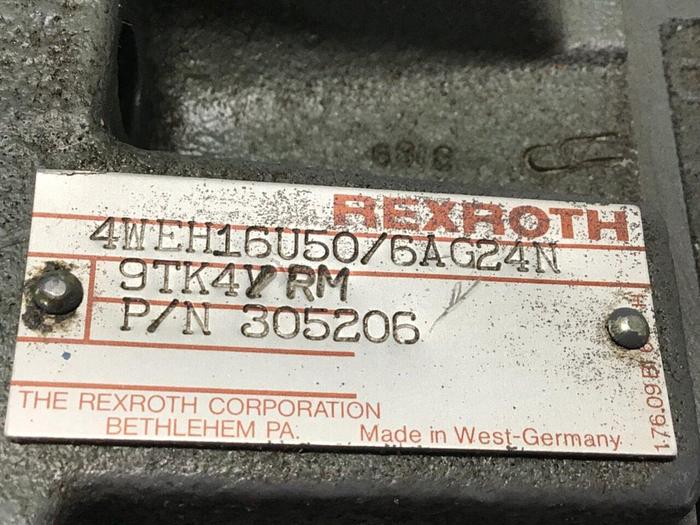 REXROTH
4WEH16U50/6AG24N
9TK4V RM
P/N 305206
THE REXROTH CORPORATION
BETHLEHEM PA.
Made in West-Germany